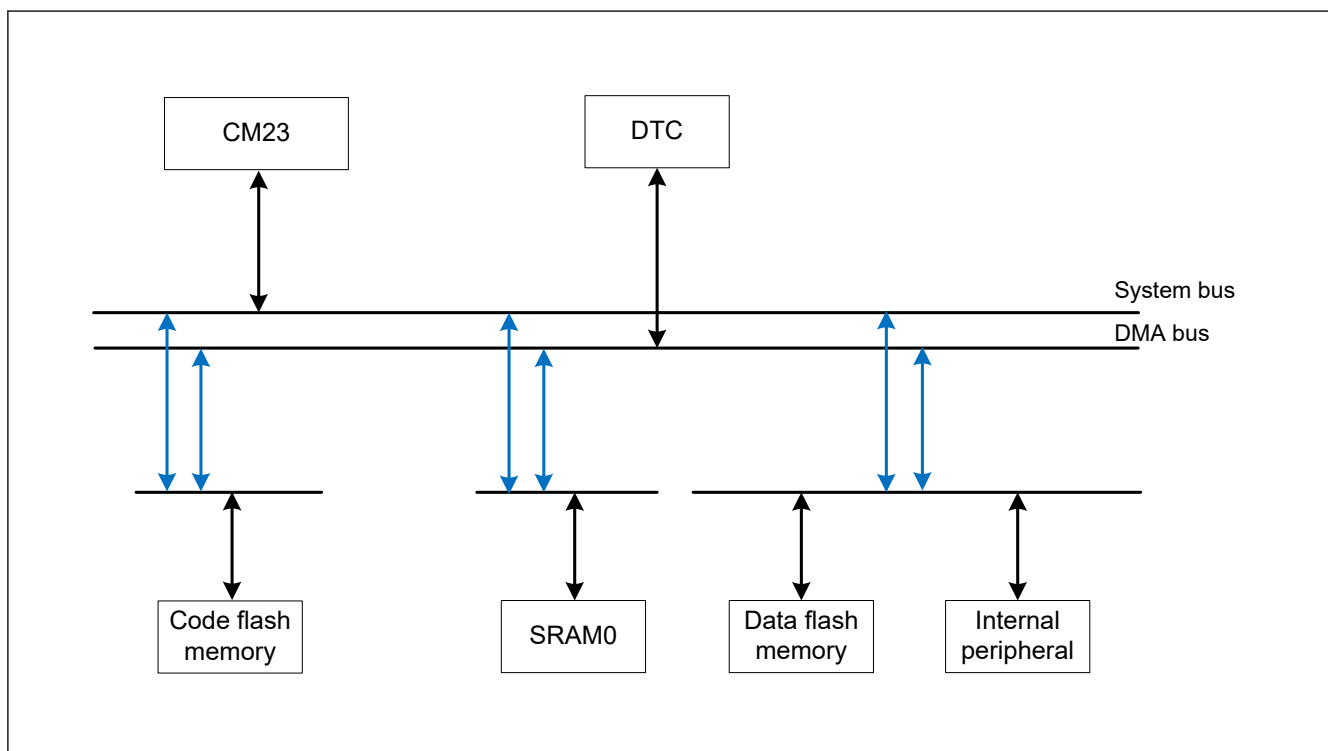 CM23
DTC
System bus
DMA bus
Code flash
memory
SRAM0
Data flash
memory
Internal
peripheral